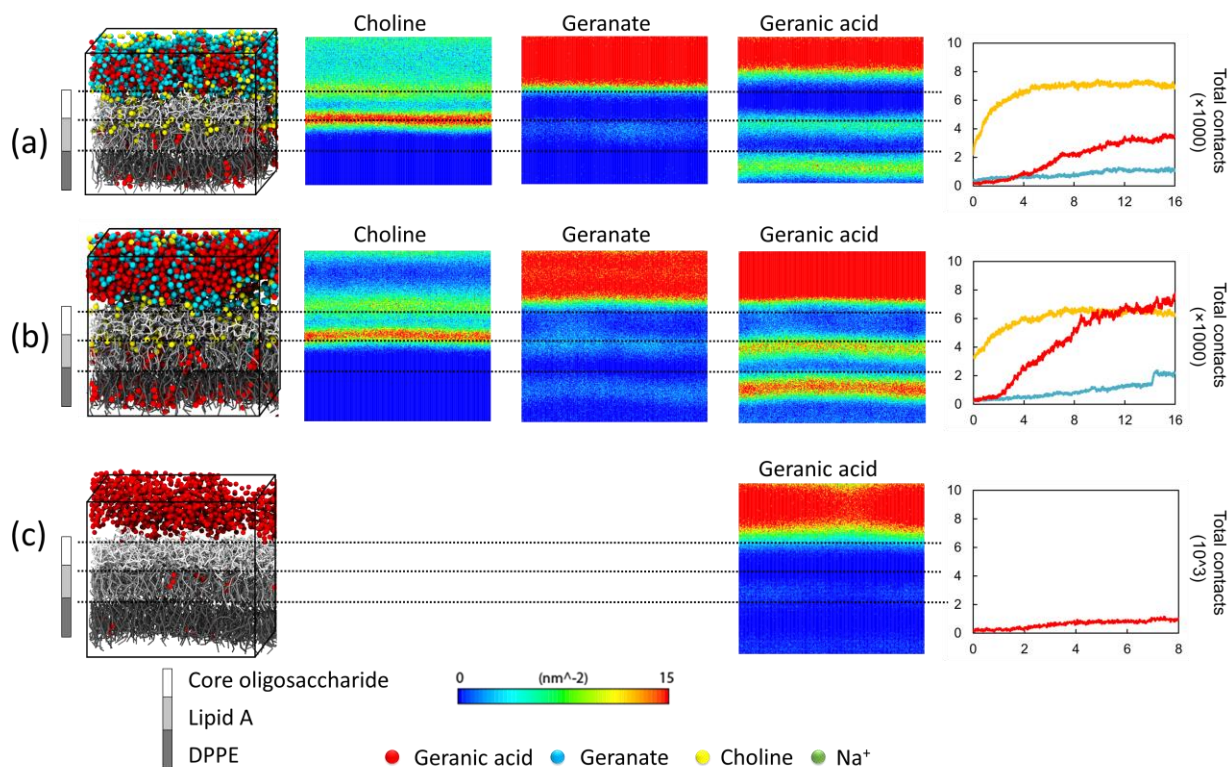 Choline Geranate Geranic acid
(a)
10
8
6
4
2
0
0 4 8 12 16
Total contacts
(×1000)
Choline Geranate Geranic acid
(b)
10
8
6
4
2
0
0 4 8 12 16
Total contacts
(×1000)
Geranic acid
(c)
10
8
6
4
2
0
0 2 4 6 8
Total contacts
(10^3)
Core oligosaccharide
Lipid A
DPPE
0 (nm^-2) 15
Geranic acid Geranate Choline Na⁺